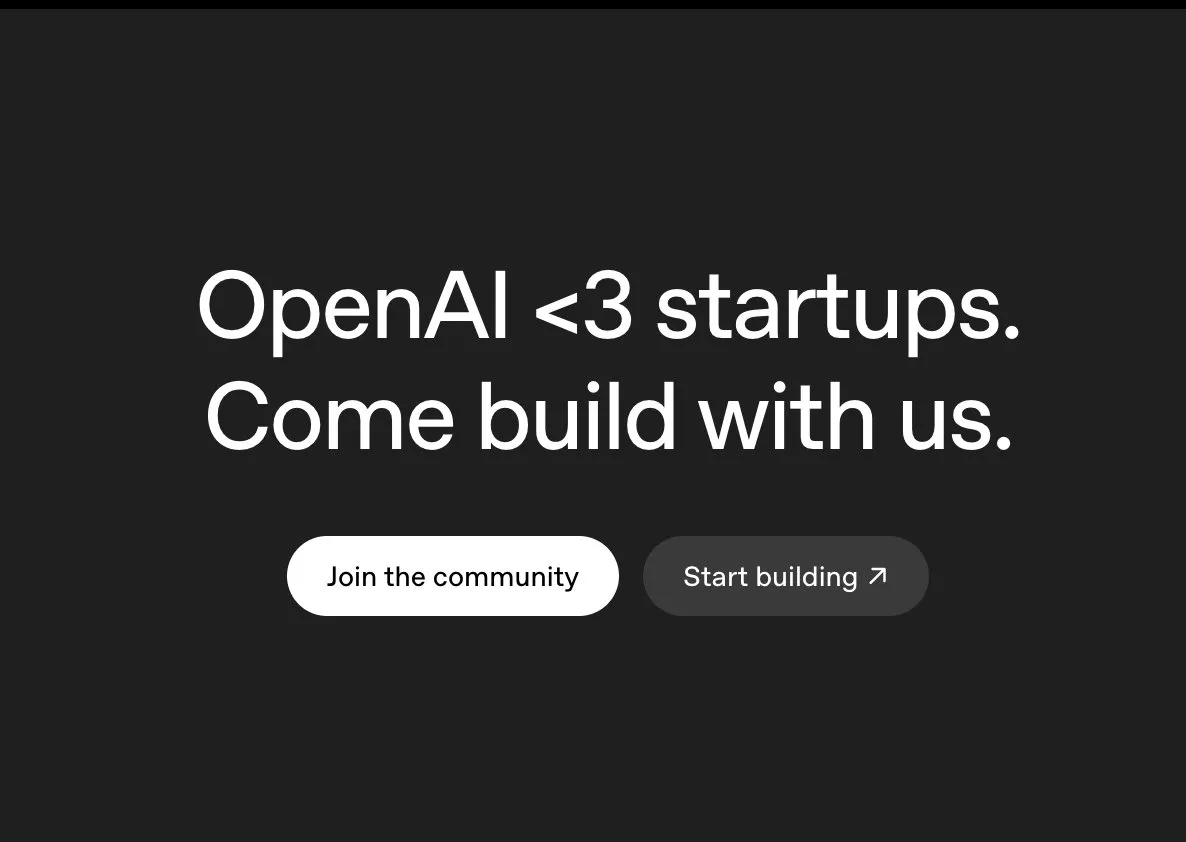 OpenAI <3 startups.
Come build with us.
Join the community
Start building ↗